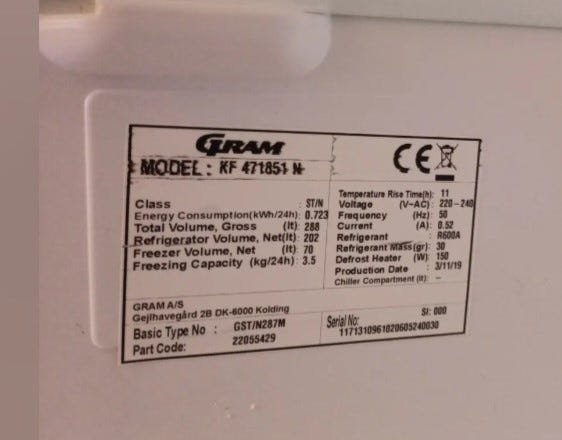 GRAM
MODEL: KF 471851 N
Class : ST/N
Energy Consumption(kWh/24h): 0.723
Total Volume, Gross (lt): 288
Refrigerator Volume, Net(lt): 202
Freezer Volume, Net (lt): 70
Freezing Capacity (kg/24h): 3.5
CE
Temperature Rise Time(h): 11
Voltage (V~AC): 220-240
Frequency (Hz): 50
Current (A): 0.52
Refrigerant : R600A
Refrigerant Mass(gr): 30
Defrost Heater (W): 150
Production Date : 3/11/19
Chiller Compartment (lt): –
GRAM A/S
Gejlhavegård 2B DK-6000 Kolding
Basic Type No : GST/N287M
Part Code: 22055429
Serial No: SI: 000
1171310961020605240030